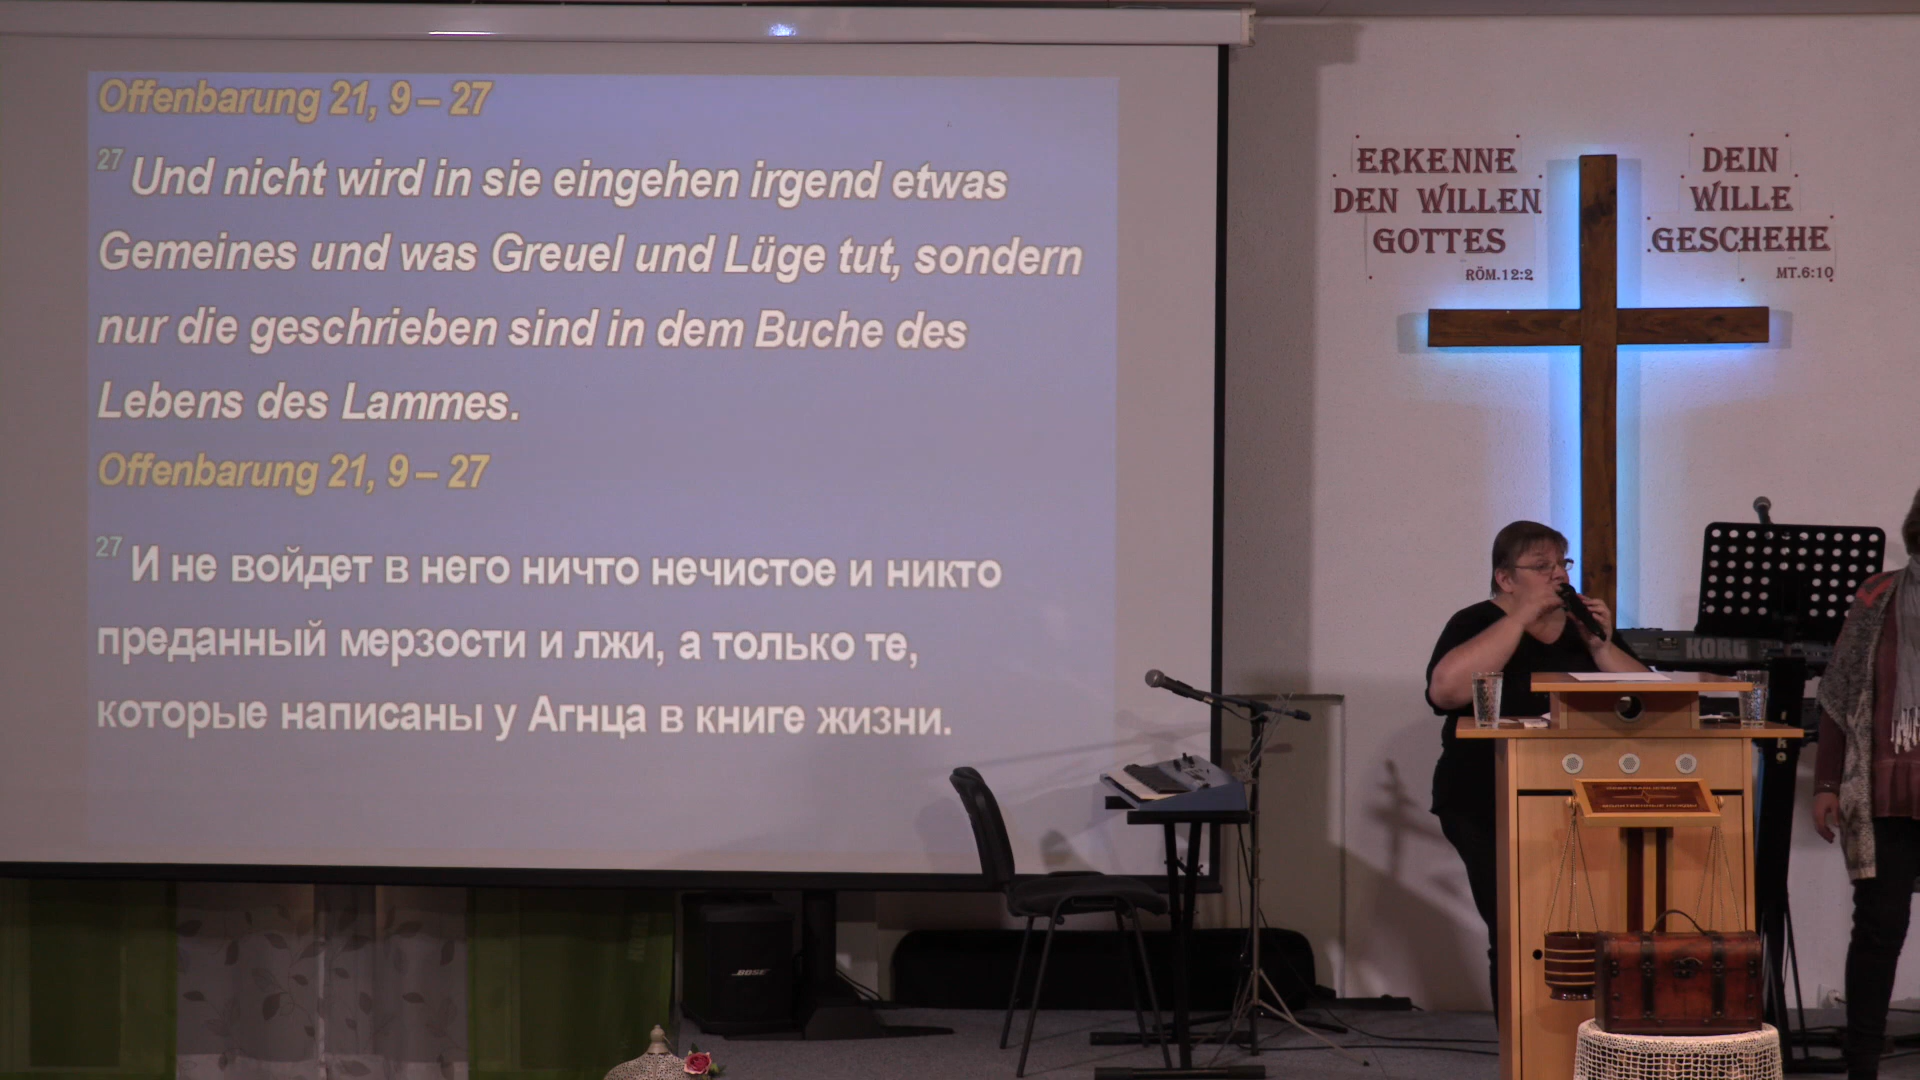 Offenbarung 21, 9 – 27
27 Und nicht wird in sie eingehen irgend etwas
Gemeines und was Greuel und Lüge tut, sondern
nur die geschrieben sind in dem Buche des
Lebens des Lammes.
Offenbarung 21, 9 – 27
27 И не войдет в него ничто нечистое и никто
преданный мерзости и лжи, а только те,
которые написаны у Агнца в книге жизни.
ERKENNE
DEN WILLEN
GOTTES
RÖM.12:2
DEIN
WILLE
GESCHEHE
MT.6:10
KORG
BOSE